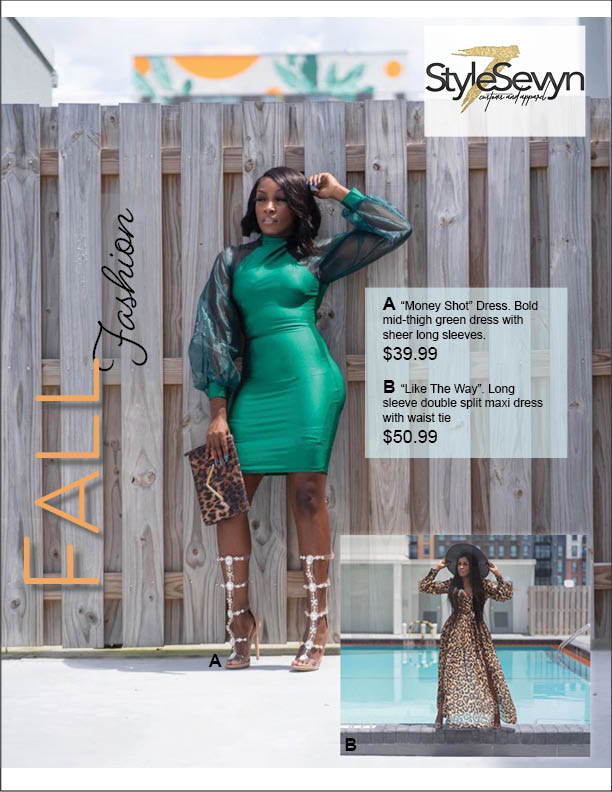 StyleSevyn
7
customs and apparel
FALL
Fashion
A “Money Shot” Dress. Bold
mid-thigh green dress with
sheer long sleeves.
$39.99
B “Like The Way”. Long
sleeve double split maxi dress
with waist tie
$50.99
A
B